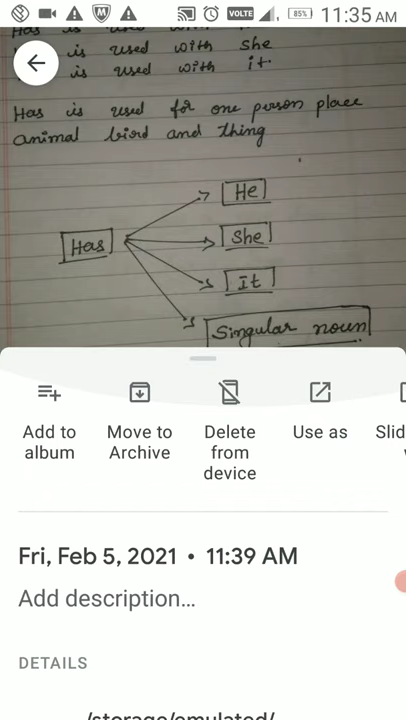 85% 11:35 AM
VOLTE
is used with she
is used with it
Has is used for one person place
animal bird and thing
Has
He
She
It
Singular noun
Add to album
Move to Archive
Delete from device
Use as
Fri, Feb 5, 2021 • 11:39 AM
Add description…
DETAILS